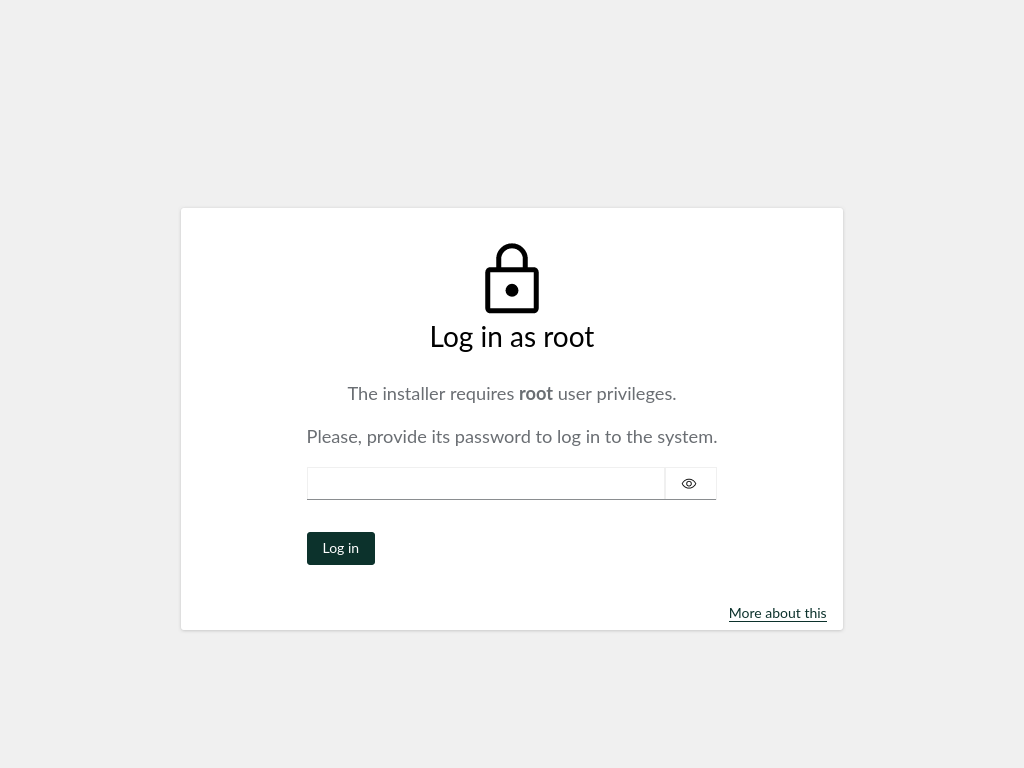 Log in as root
The installer requires root user privileges.
Please, provide its password to log in to the system.
Log in
More about this